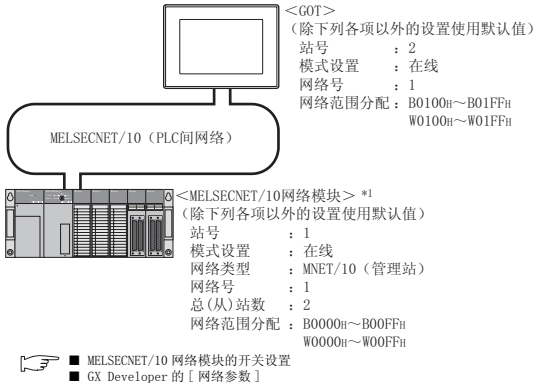 ＜GOT＞
（除下列各项以外的设置使用默认值）
站号 ：2
模式设置 ：在线
网络号 ：1
网络范围分配：B0100H～B01FFH
W0100H～W01FFH
MELSECNET/10（PLC间网络）
＜MELSECNET/10网络模块＞ *1
（除下列各项以外的设置使用默认值）
站号 ：1
模式设置 ：在线
网络类型 ：MNET/10（管理站）
网络号 ：1
总(从)站数 ：2
网络范围分配 ：B0000H～B00FFH
W0000H～W00FFH
■ MELSECNET/10 网络模块的开关设置
■ GX Developer 的 [ 网络参数 ]